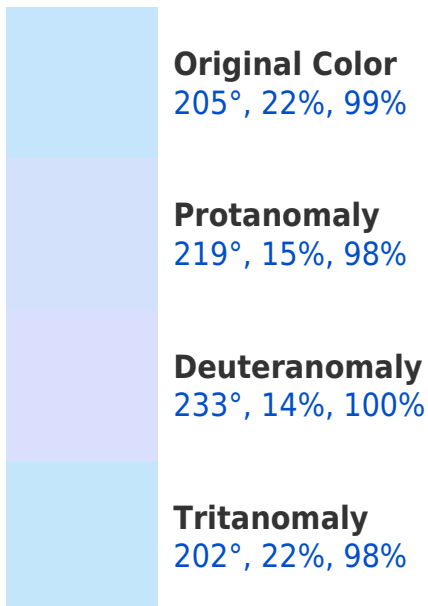 Original Color
205°, 22%, 99%
Protanomaly
219°, 15%, 98%
Deuteranomaly
233°, 14%, 100%
Tritanomaly
202°, 22%, 98%